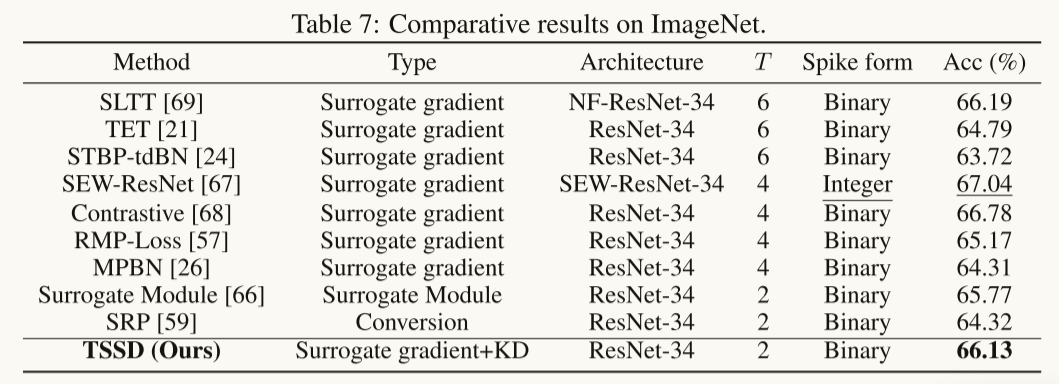 Table 7: Comparative results on ImageNet.
Method Type Architecture T Spike form Acc (%)
SLTT [69] Surrogate gradient NF-ResNet-34 6 Binary 66.19
TET [21] Surrogate gradient ResNet-34 6 Binary 64.79
STBP-tdBN [24] Surrogate gradient ResNet-34 6 Binary 63.72
SEW-ResNet [67] Surrogate gradient SEW-ResNet-34 4 Integer 67.04
Contrastive [68] Surrogate gradient ResNet-34 4 Binary 66.78
RMP-Loss [57] Surrogate gradient ResNet-34 4 Binary 65.17
MPBN [26] Surrogate gradient ResNet-34 4 Binary 64.31
Surrogate Module [66] Surrogate Module ResNet-34 2 Binary 65.77
SRP [59] Conversion ResNet-34 2 Binary 64.32
TSSD (Ours) Surrogate gradient+KD ResNet-34 2 Binary 66.13